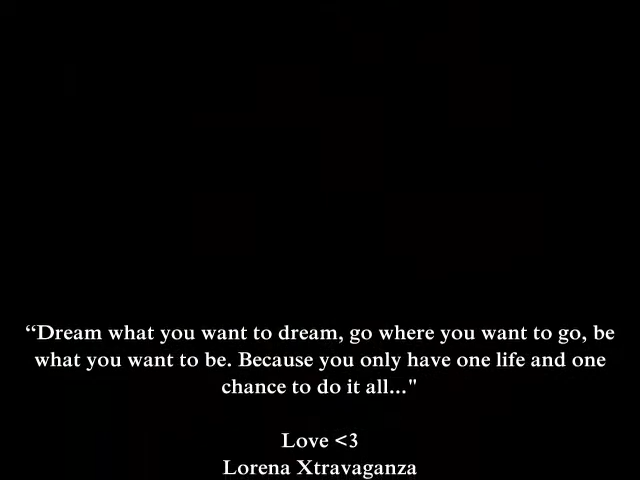 “Dream what you want to dream, go where you want to go, be
what you want to be. Because you only have one life and one
chance to do it all..."
Love <3
Lorena Xtravaganza